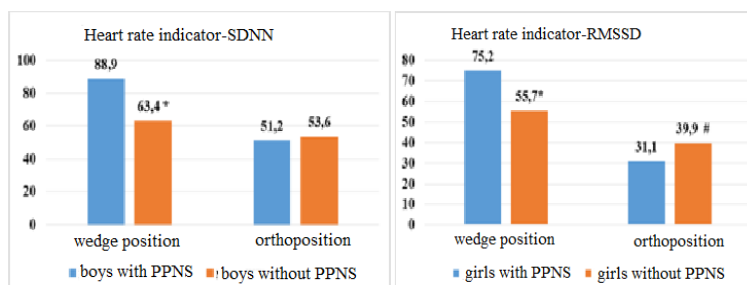 Heart rate indicator-SDNN
100
80
60
40
20
0
88,9
63,4 *
51,2
53,6
wedge position
orthoposition
boys with PPNS
boys without PPNS
Heart rate indicator-RMSSD
80
70
60
50
40
30
20
10
0
75,2
55,7*
31,1
39,9 #
wedge position
orthoposition
girls with PPNS
girls without PPNS